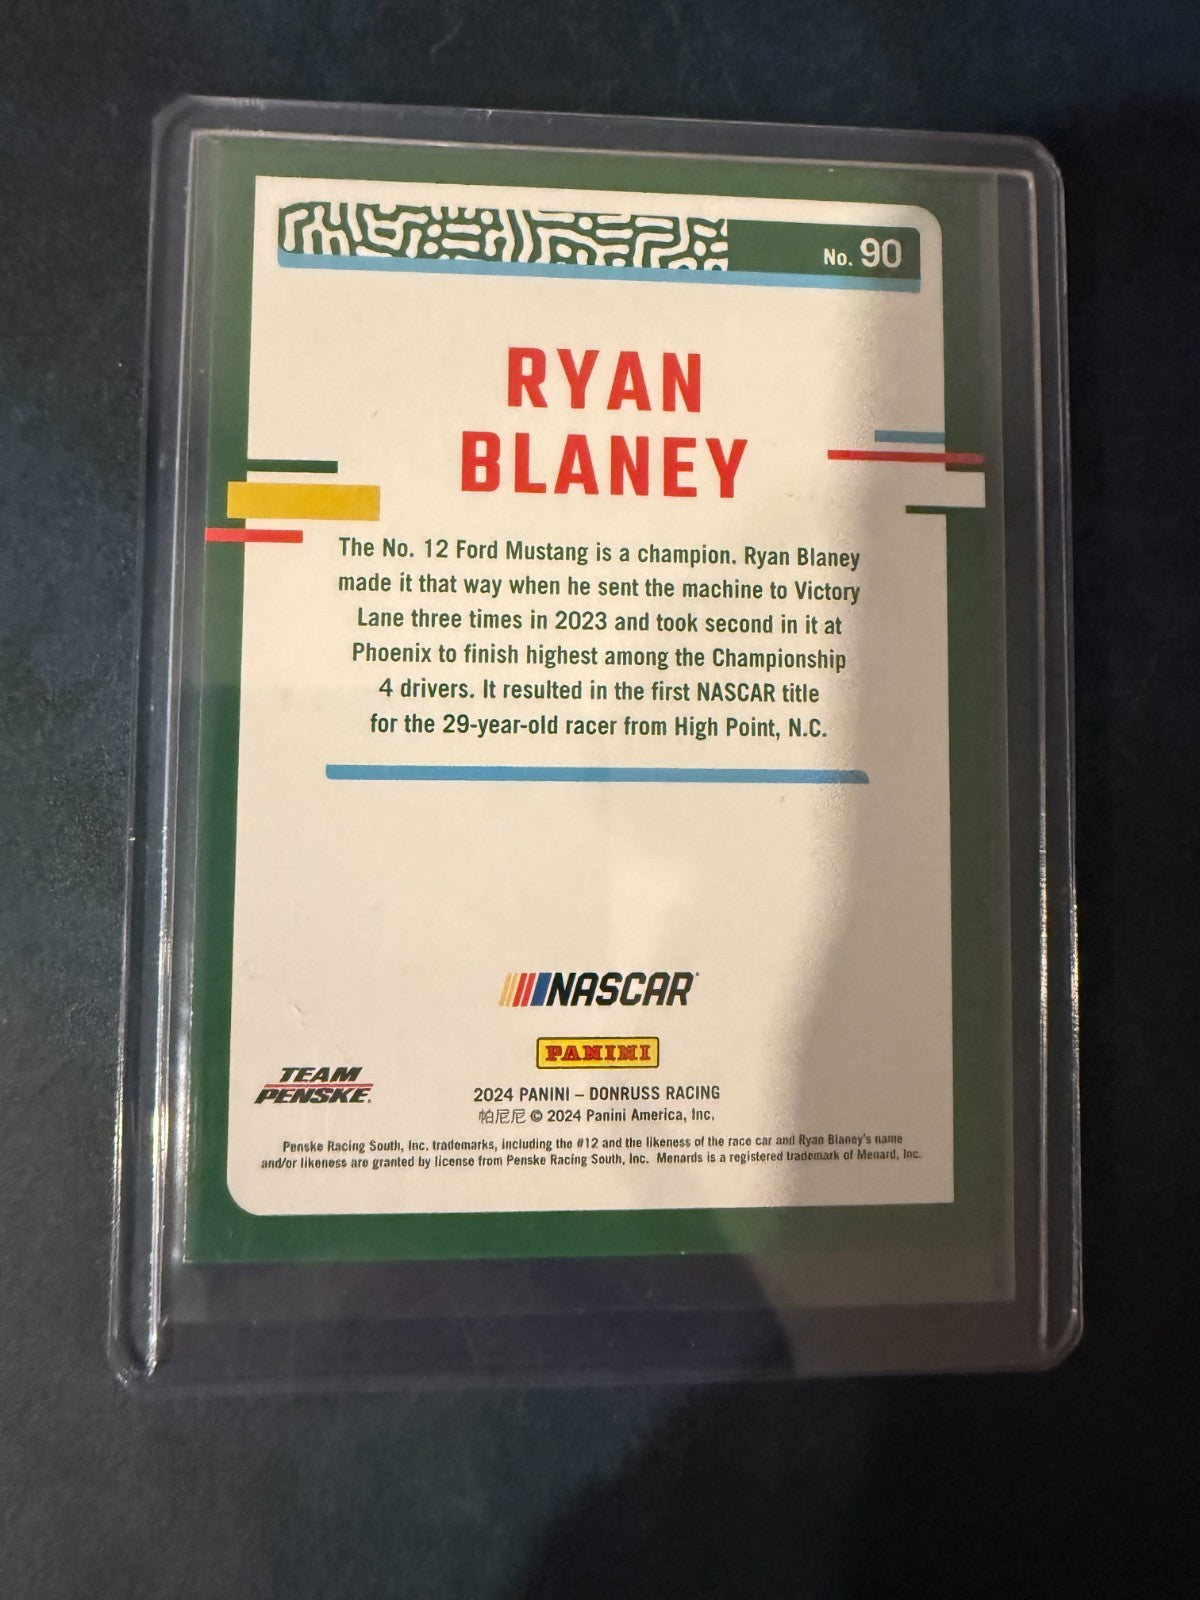 No. 90
RYAN
BLANEY
The No. 12 Ford Mustang is a champion. Ryan Blaney
made it that way when he sent the machine to Victory
Lane three times in 2023 and took second in it at
Phoenix to finish highest among the Championship
4 drivers. It resulted in the first NASCAR title
for the 29-year-old racer from High Point, N.C.
NASCAR
PANINI
TEAM
PENSKE.
2024 PANINI – DONRUSS RACING
帕尼尼 © 2024 Panini America, Inc.
Penske Racing South, Inc. trademarks, including the #12 and the likeness of the race car and Ryan Blaney's name
and/or likeness are granted by license from Penske Racing South, Inc. Menards is a registered trademark of Menard, Inc.